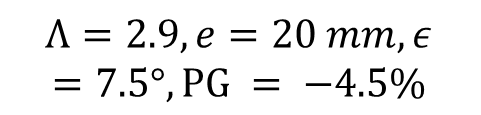 Λ = 2.9, e = 20 mm, ϵ
= 7.5°, PG = −4.5%